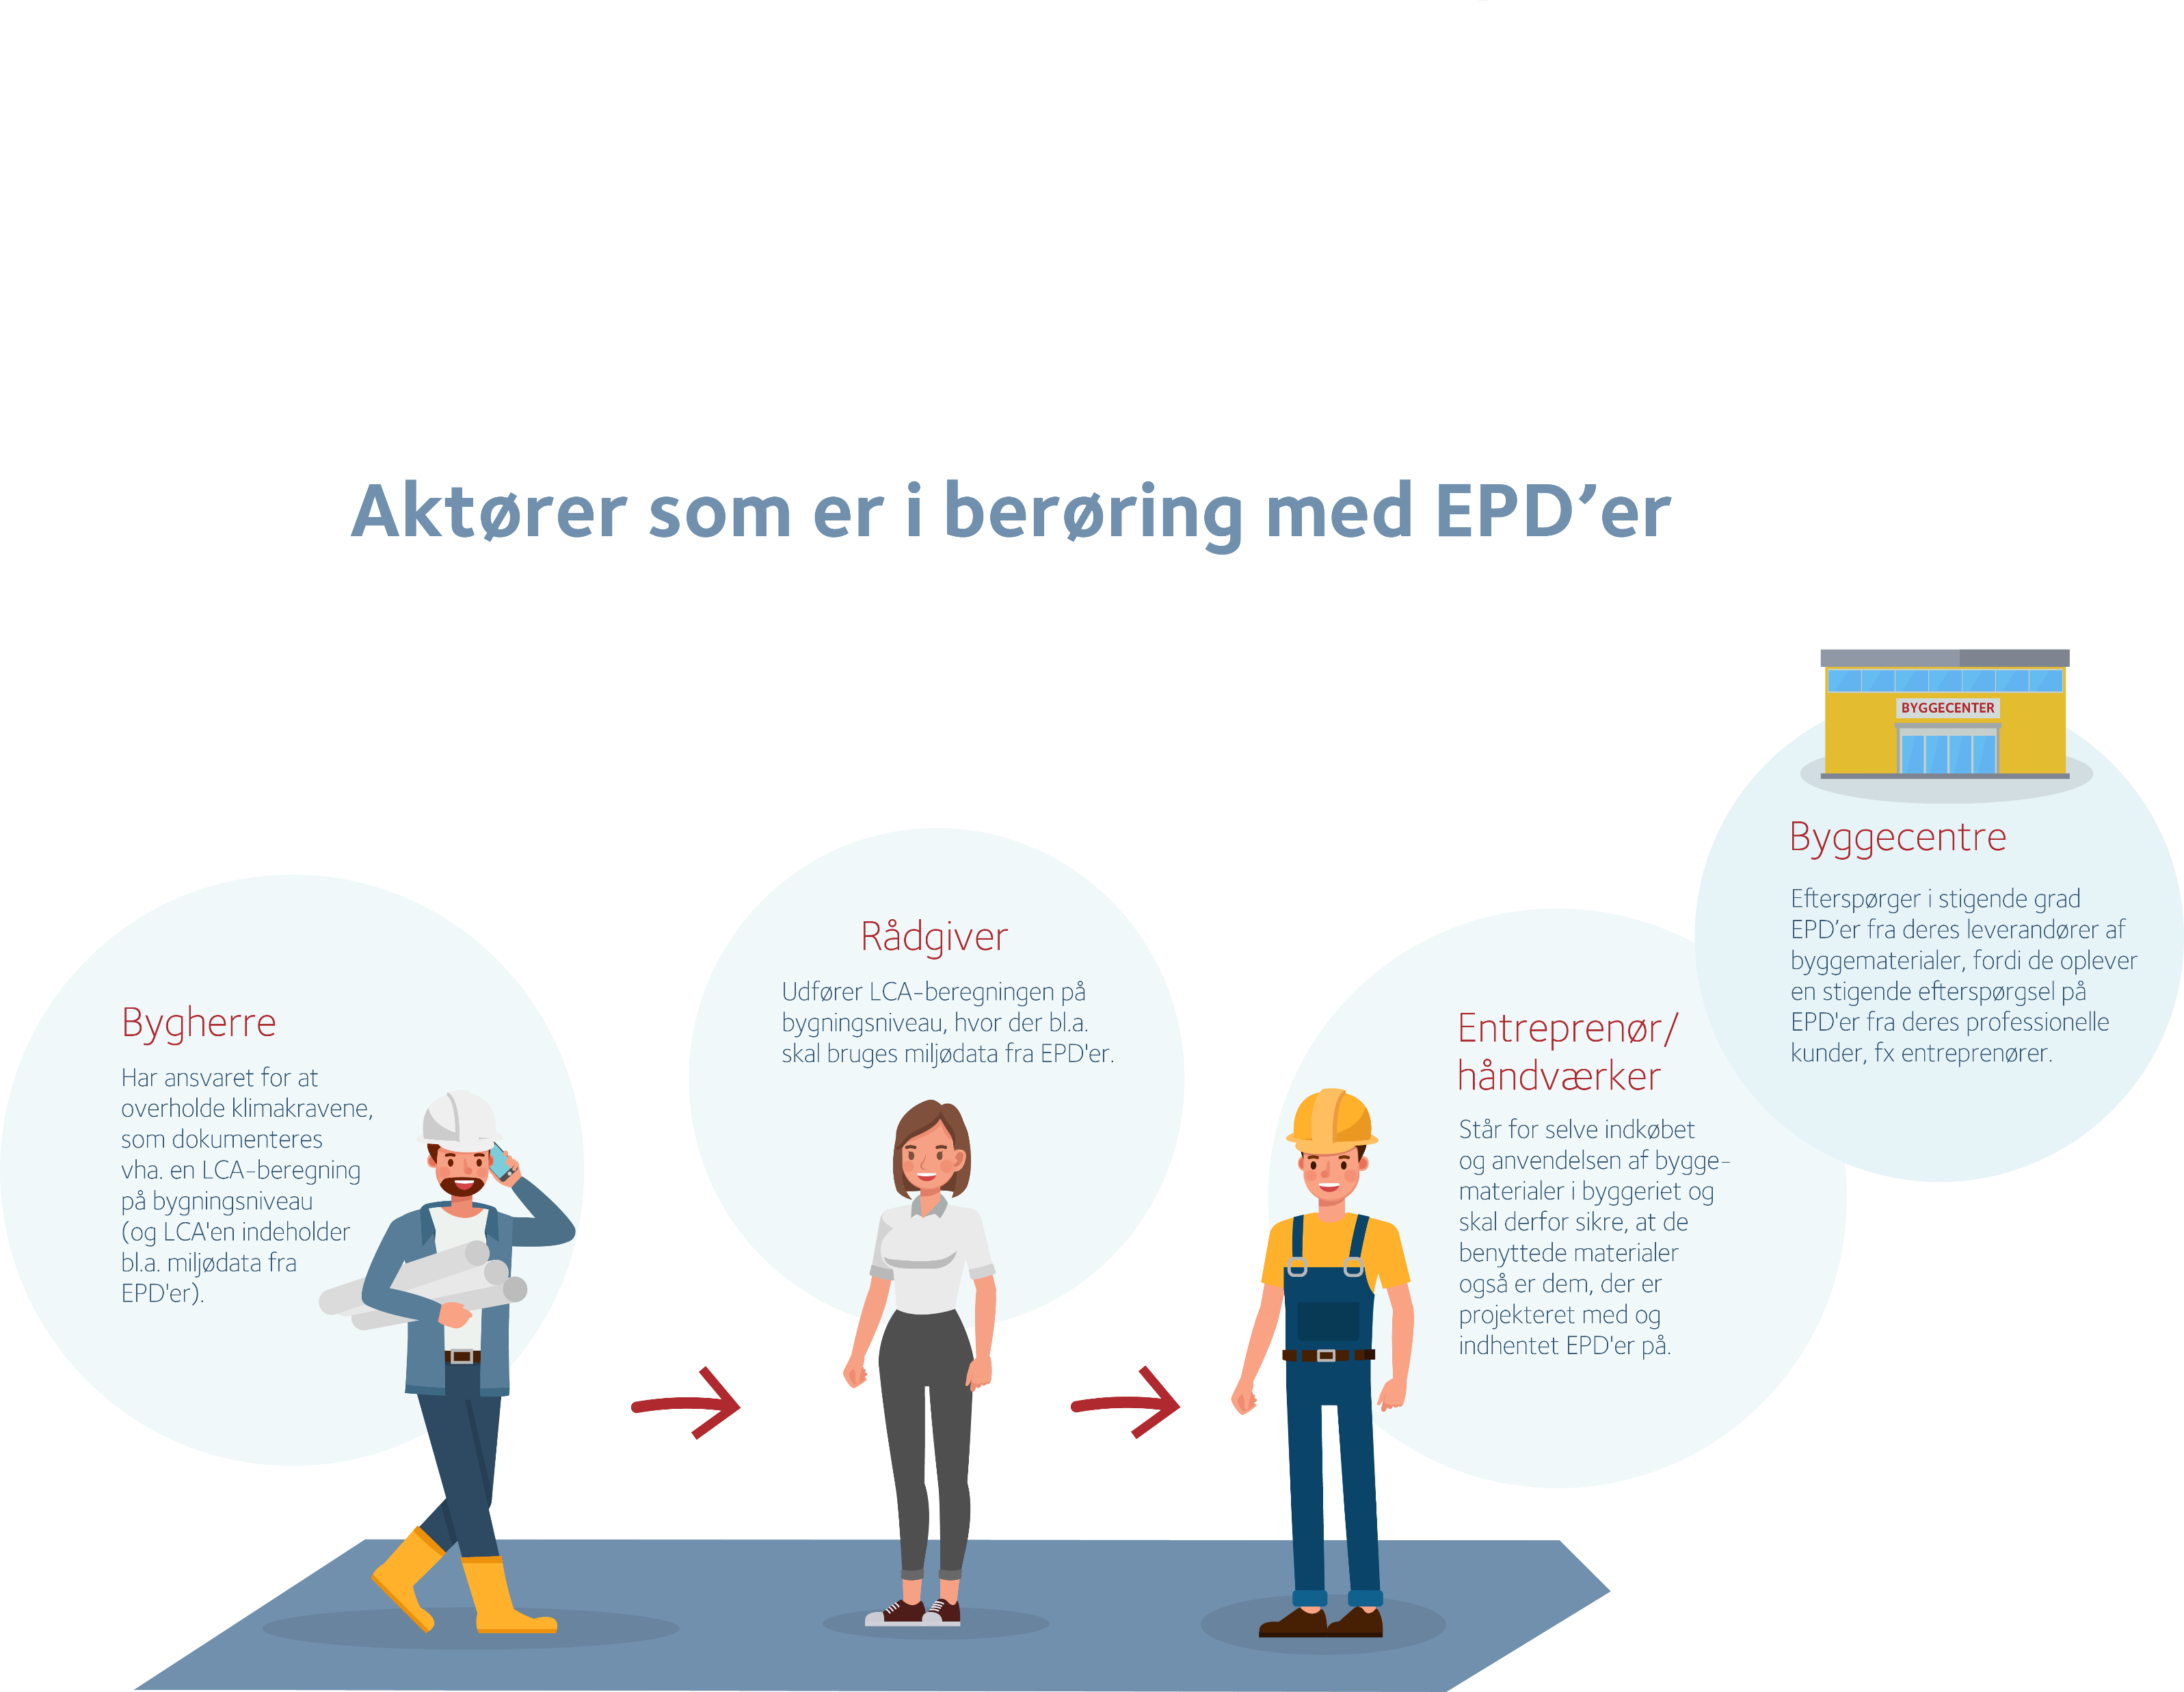 Aktører som er i berøring med EPD’er
Bygherre
Har ansvaret for at
overholde klimakravene,
som dokumenteres
vha. en LCA-beregning
på bygningsniveau
(og LCA'en indeholder
bl.a. miljødata fra
EPD'er).
Rådgiver
Udfører LCA-beregningen på
bygningsniveau, hvor der bl.a.
skal bruges miljødata fra EPD'er.
Entreprenør/
håndværker
Står for selve indkøbet
og anvendelsen af bygge-
materialer i byggeriet og
skal derfor sikre, at de
benyttede materialer
også er dem, der er
projekteret med og
indhentet EPD'er på.
BYGGECENTER
Byggecentre
Efterspørger i stigende grad
EPD’er fra deres leverandører af
byggematerialer, fordi de oplever
en stigende efterspørgsel på
EPD'er fra deres professionelle
kunder, fx entreprenører.